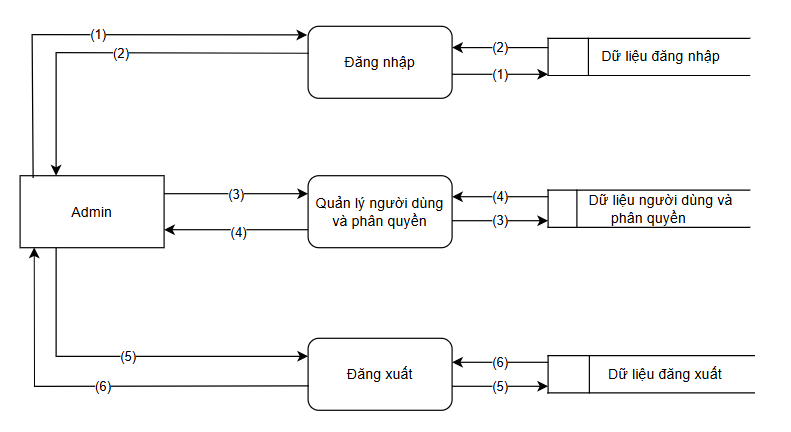 (1)
(2)
Đăng nhập
(2)
(1)
Dữ liệu đăng nhập
Admin
(3)
(4)
Quản lý người dùng
và phân quyền
(4)
(3)
Dữ liệu người dùng và
phân quyền
(5)
(6)
Đăng xuất
(6)
(5)
Dữ liệu đăng xuất